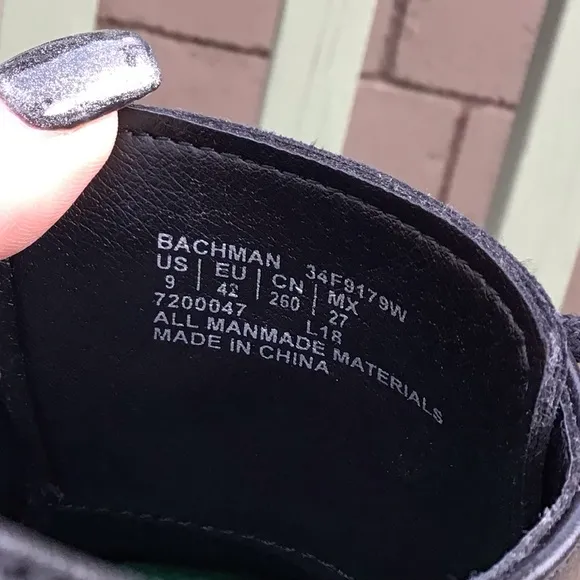 BACHMAN 34F9179W
US | EU | CN | MX
9 | 42 | 260 | 27
7200047 L18
ALL MANMADE MATERIALS
MADE IN CHINA